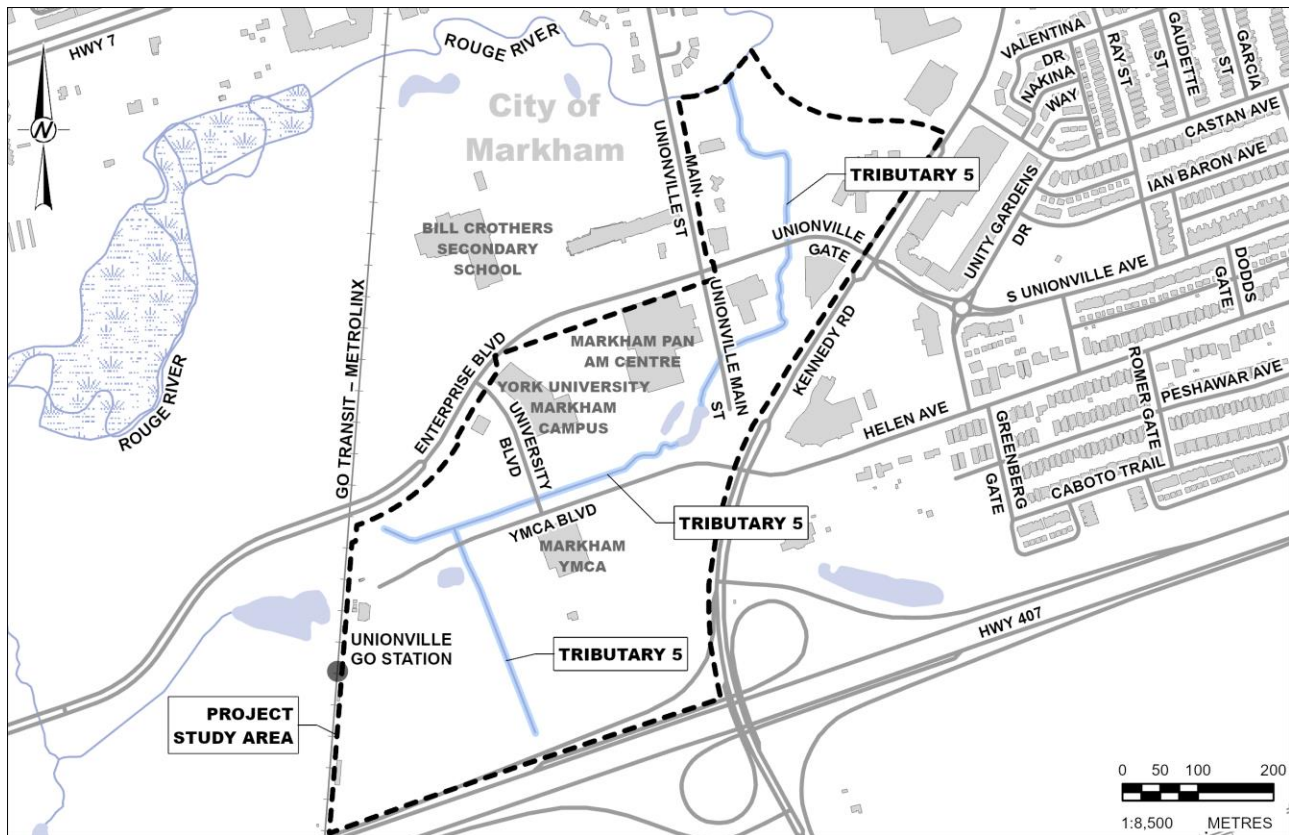 HWY 7
ROUGE RIVER
City of
Markham
N
VALENTINA
DR
NAKINA
WAY
RAY ST
GAUDETTE
ST
GARCIA
ST
CASTAN AVE
IAN BARON AVE
TRIBUTARY 5
MAIN
UNIONVILLE ST
BILL CROTHERS
SECONDARY
SCHOOL
UNIONVILLE
GATE
UNITY GARDENS
DR
S UNIONVILLE AVE
DODDS
GATE
ROUGE RIVER
GO TRANSIT – METROLINX
ENTERPRISE BLVD
MARKHAM PAN
AM CENTRE
UNIONVILLE MAIN
ST
KENNEDY RD
YORK UNIVERSITY
MARKHAM
CAMPUS
UNIVERSITY
BLVD
HELEN AVE
ROMER GATE
PESHAWAR AVE
GREENBERG
GATE
CABOTO TRAIL
YMCA BLVD
TRIBUTARY 5
MARKHAM
YMCA
HWY 407
UNIONVILLE
GO STATION
TRIBUTARY 5
PROJECT
STUDY AREA
0 50 100 200
1:8,500 METRES